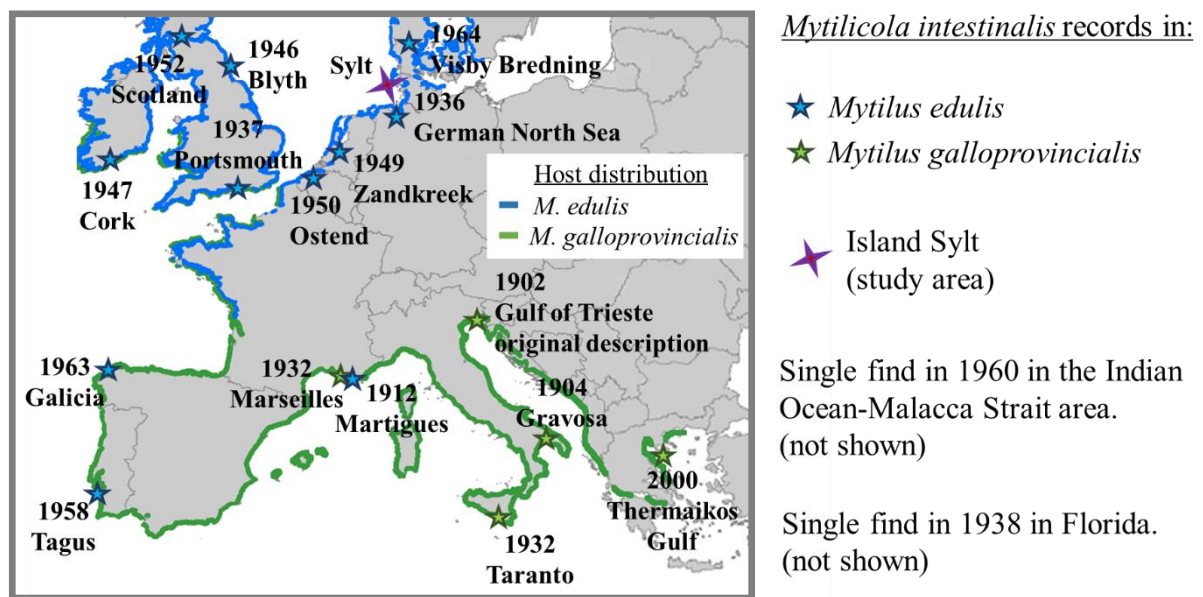 1964
Visby Bredning
1946
Blyth
1952
Scotland
Sylt
1936
German North Sea
1937
Portsmouth
1949
Zandkreek
1947
Cork
1950
Ostend
Host distribution
M. edulis
M. galloprovincialis
1902
Gulf of Trieste
original description
1963
Galicia
1932
Marseilles
1912
Martigues
1904
Gravosa
2000
Thermaikos
Gulf
1958
Tagus
1932
Taranto
Mytilicola intestinalis records in:
Mytilus edulis
Mytilus galloprovincialis
Island Sylt
(study area)
Single find in 1960 in the Indian
Ocean-Malacca Strait area.
(not shown)
Single find in 1938 in Florida.
(not shown)